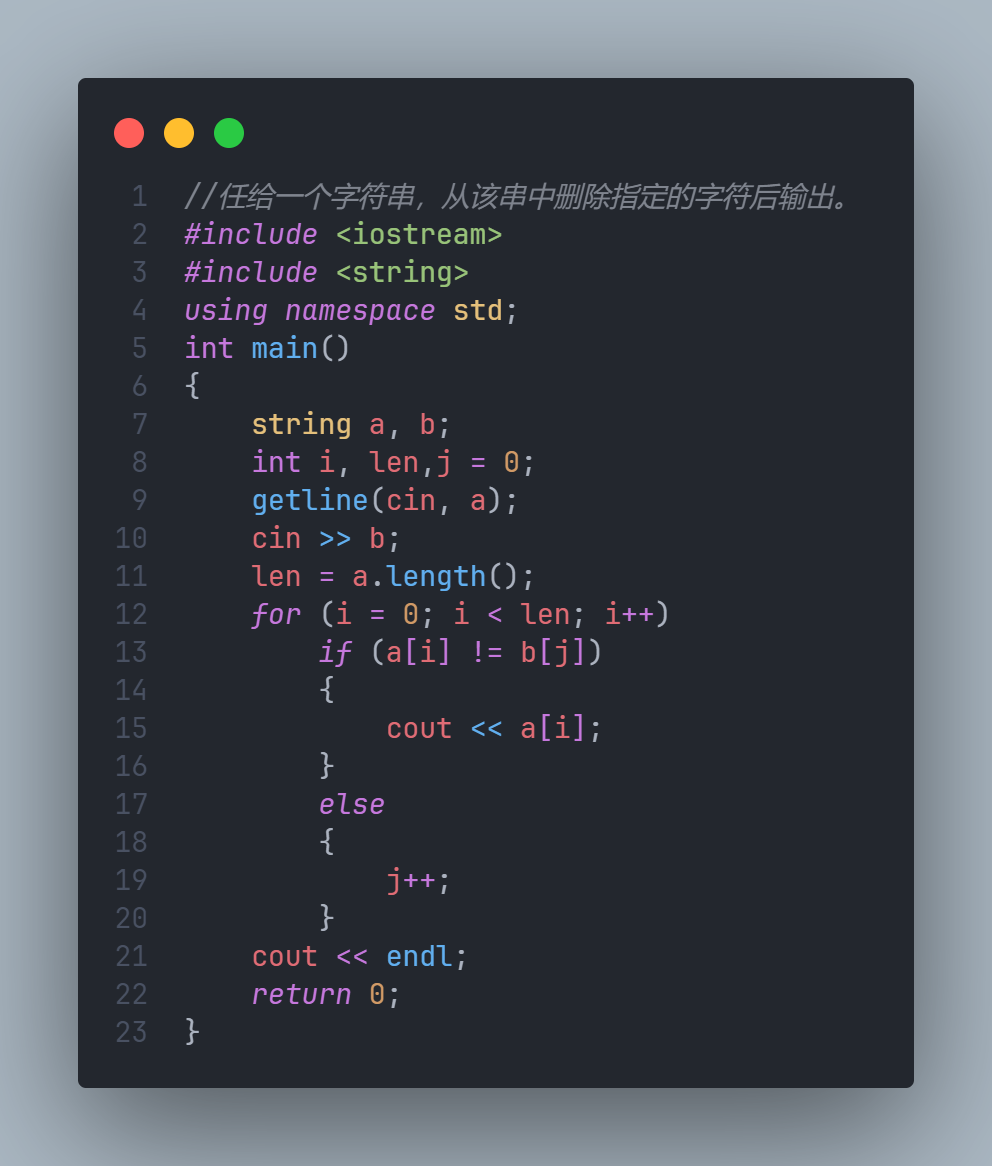 1 //任给一个字符串，从该串中删除指定的字符后输出。
2 #include <iostream>
3 #include <string>
4 using namespace std;
5 int main()
6 {
7     string a, b;
8     int i, len,j = 0;
9     getline(cin, a);
10     cin >> b;
11     len = a.length();
12     for (i = 0; i < len; i++)
13         if (a[i] != b[j])
14         {
15             cout << a[i];
16         }
17         else
18         {
19             j++;
20         }
21     cout << endl;
22     return 0;
23 }